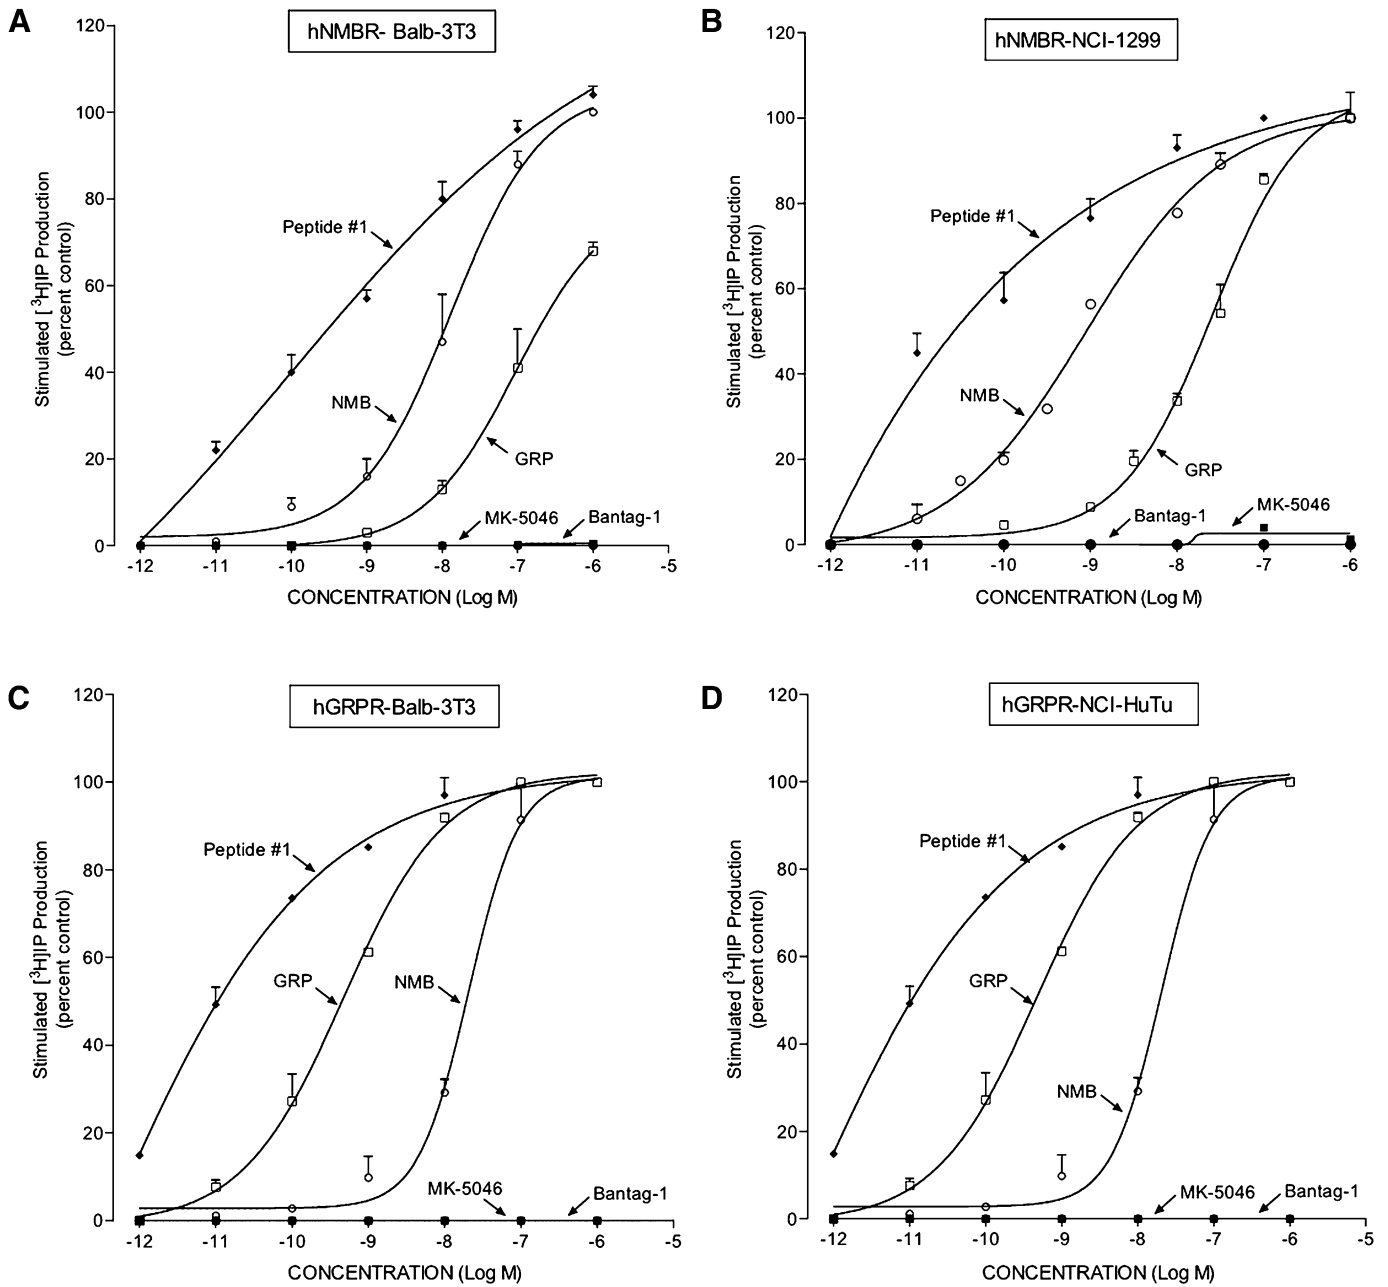 A
hNMBR- Balb-3T3
120
100
80
60
40
20
0
Stimulated [³H]IP Production
(percent control)
Peptide #1
NMB
GRP
MK-5046
Bantag-1
-12 -11 -10 -9 -8 -7 -6 -5
CONCENTRATION (Log M)
B
hNMBR-NCI-1299
120
100
80
60
40
20
0
Stimulated [³H]IP Production
(percent control)
Peptide #1
NMB
GRP
Bantag-1
MK-5046
-12 -11 -10 -9 -8 -7 -6
CONCENTRATION (Log M)
C
hGRPR-Balb-3T3
120
100
80
60
40
20
0
Stimulated [³H]IP Production
(percent control)
Peptide #1
GRP
NMB
MK-5046
Bantag-1
-12 -11 -10 -9 -8 -7 -6 -5
CONCENTRATION (Log M)
D
hGRPR-NCI-HuTu
120
100
80
60
40
20
0
Stimulated [³H]IP Production
(percent control)
Peptide #1
GRP
NMB
MK-5046
Bantag-1
-12 -11 -10 -9 -8 -7 -6 -5
CONCENTRATION (Log M)